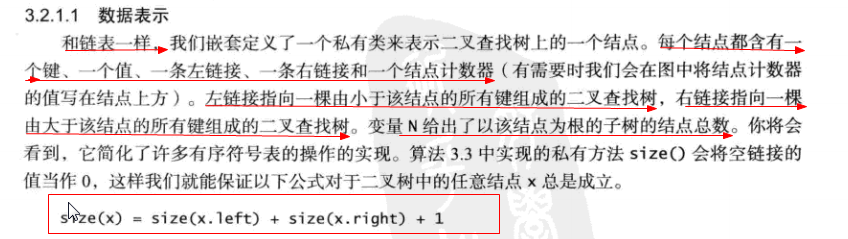 3.2.1.1 数据表示
和链表一样，我们嵌套定义了一个私有类来表示二叉查找树上的一个结点。每个结点都含有一
个键、一个值、一条左链接、一条右链接和一个结点计数器（有需要时我们会在图中将结点计数器
的值写在结点上方）。左链接指向一棵由小于该结点的所有键组成的二叉查找树，右链接指向一棵
由大于该结点的所有键组成的二叉查找树。变量 N 给出了以该结点为根的子树的结点总数。你将会
看到，它简化了许多有序符号表的操作的实现。算法 3.3 中实现的私有方法 size() 会将空链接的
值当作 0，这样我们就能保证以下公式对于二叉树中的任意结点 x 总是成立。
size(x) = size(x.left) + size(x.right) + 1